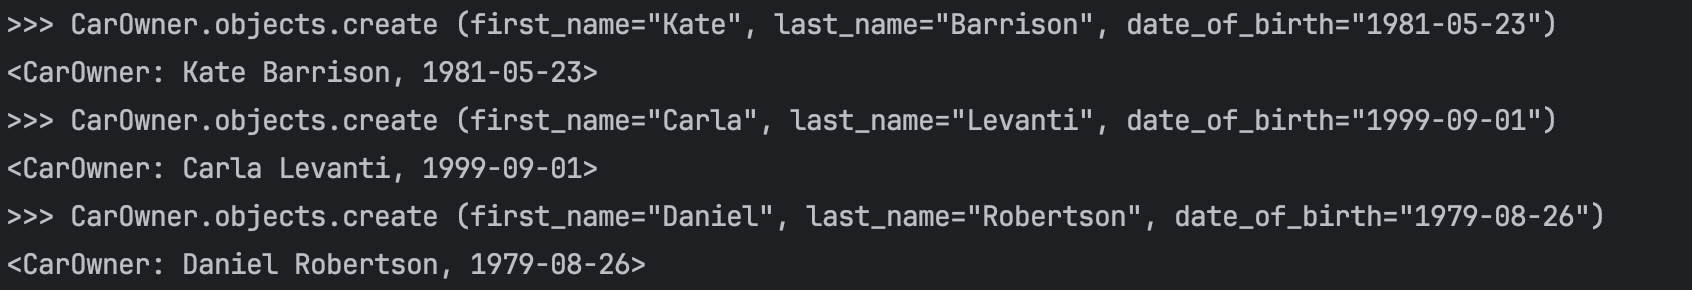 >>> CarOwner.objects.create (first_name="Kate", last_name="Barrison", date_of_birth="1981-05-23")
<CarOwner: Kate Barrison, 1981-05-23>
>>> CarOwner.objects.create (first_name="Carla", last_name="Levanti", date_of_birth="1999-09-01")
<CarOwner: Carla Levanti, 1999-09-01>
>>> CarOwner.objects.create (first_name="Daniel", last_name="Robertson", date_of_birth="1979-08-26")
<CarOwner: Daniel Robertson, 1979-08-26>